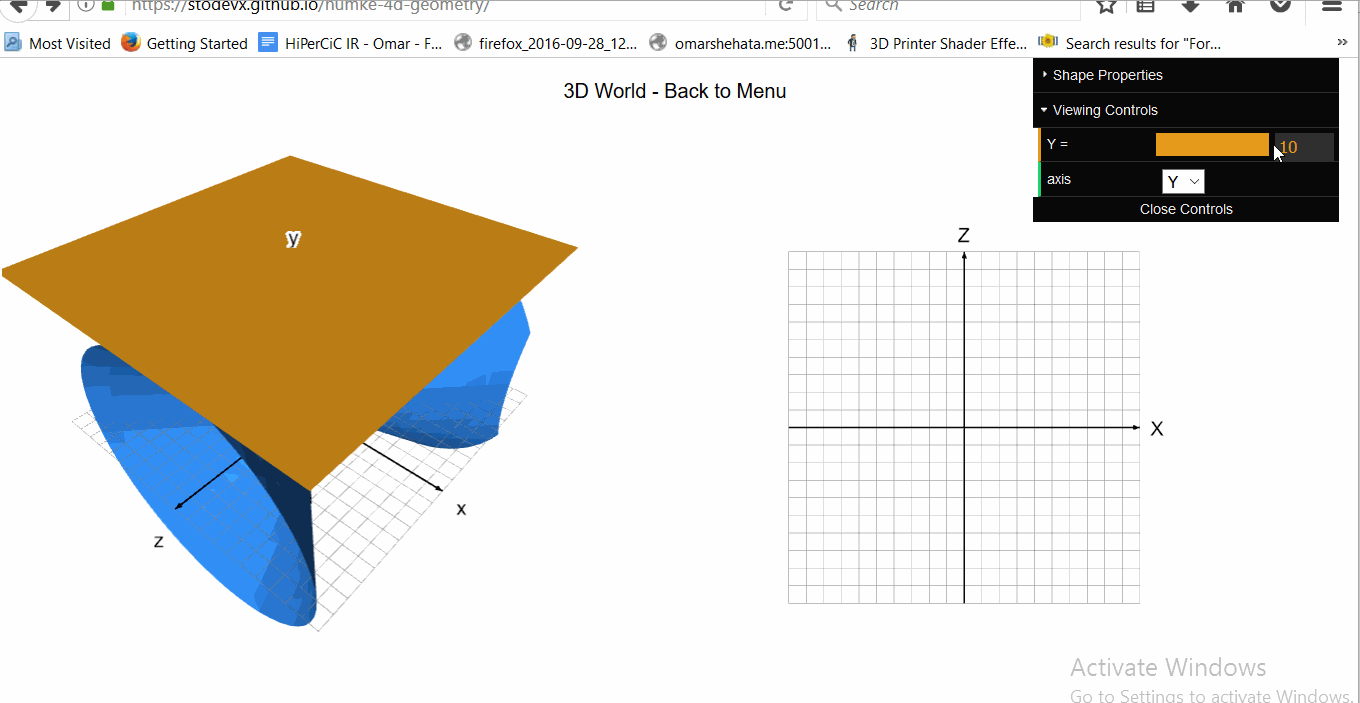 https://stodevx.github.io/humke-4d-geometry/
Search
Most Visited Getting Started HiPerCiC IR - Omar - F... firefox_2016-09-28_12... omarshehata.me:5001... 3D Printer Shader Effe... Search results for "For... »
3D World - Back to Menu
Shape Properties
Viewing Controls
Y = 10
axis Y
Close Controls
y
x
z
Z
X
Activate Windows
Go to Settings to activate Windows.